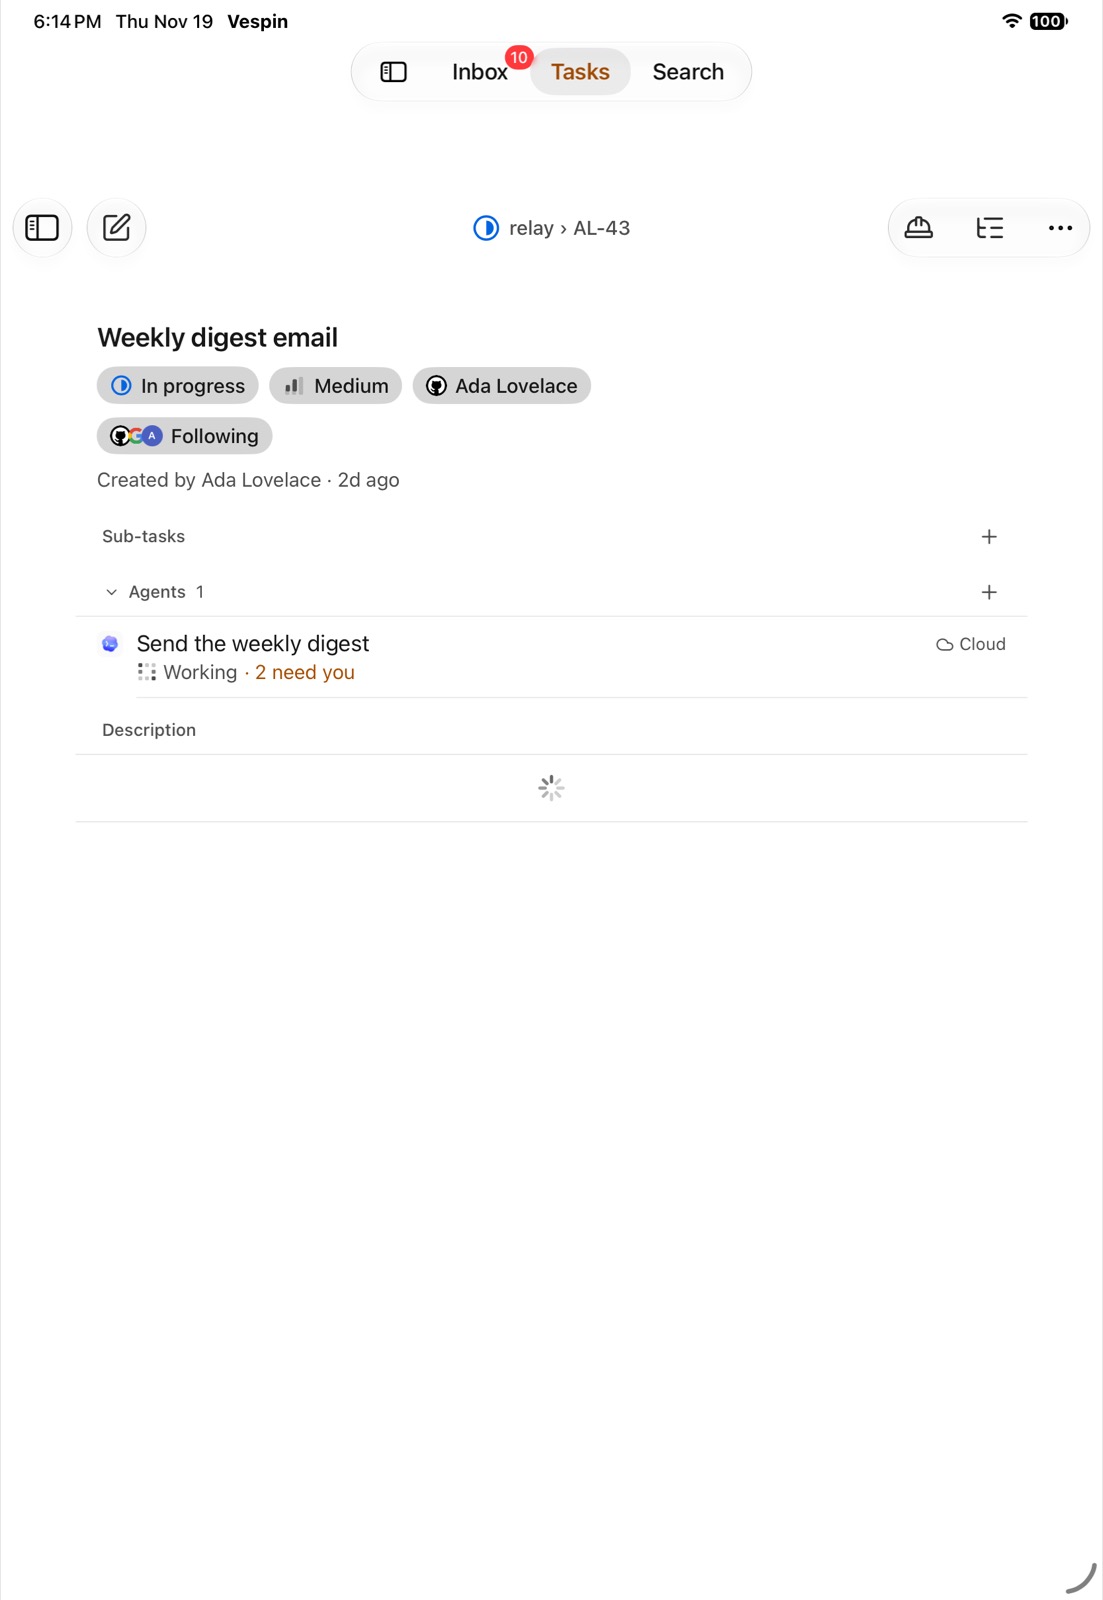 6:14 PM Thu Nov 19 Vespin 100
Inbox 10 Tasks Search
relay › AL-43
Weekly digest email
In progress Medium Ada Lovelace
A Following
Created by Ada Lovelace · 2d ago
Sub-tasks
Agents 1
Send the weekly digest Cloud
Working · 2 need you
Description